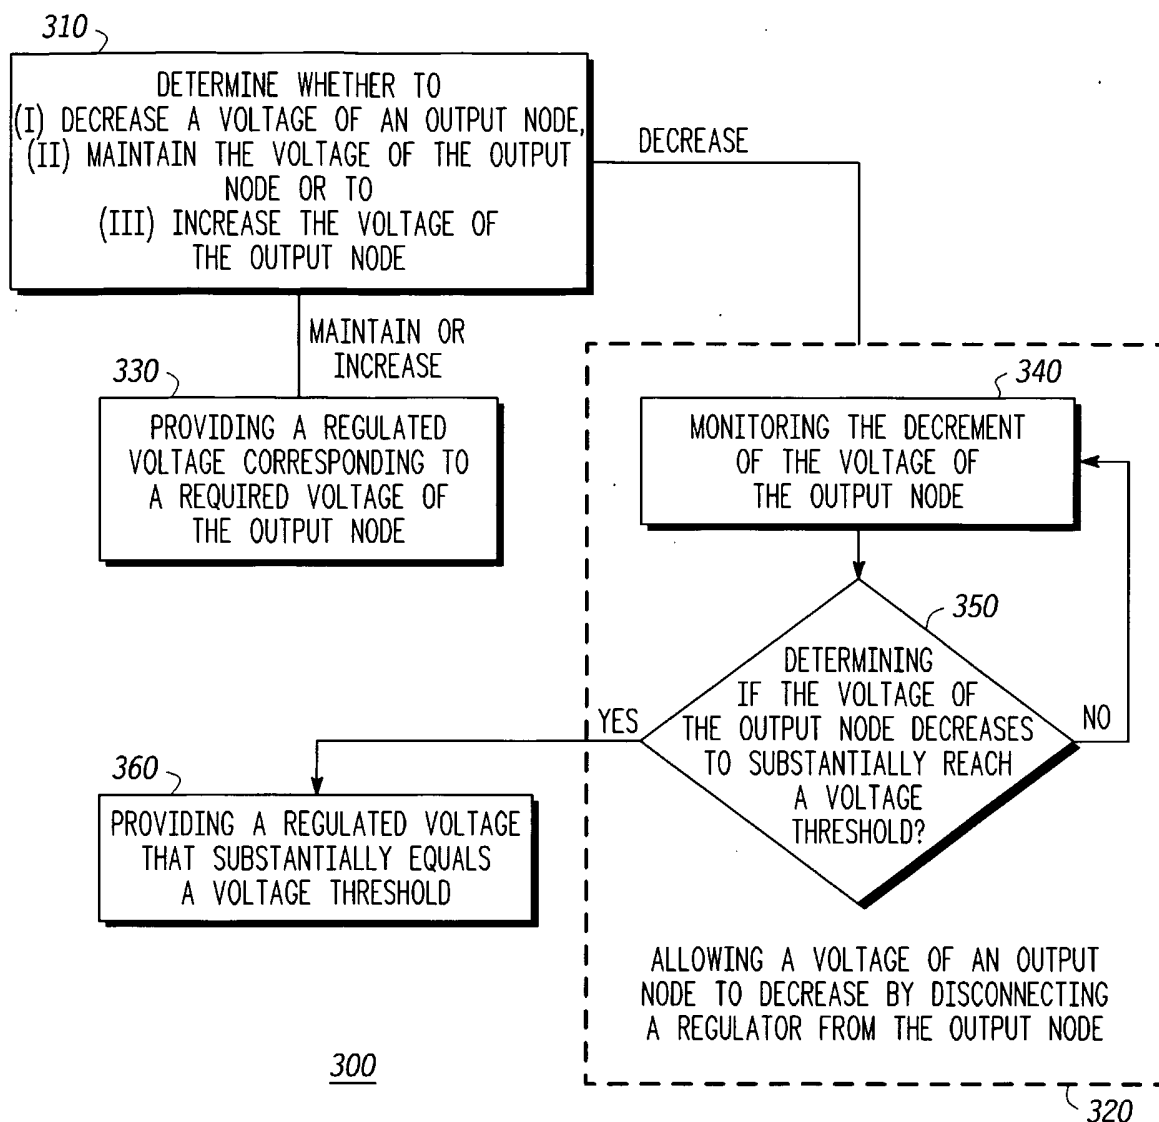 310
DETERMINE WHETHER TO
(I) DECREASE A VOLTAGE OF AN OUTPUT NODE,
(II) MAINTAIN THE VOLTAGE OF THE OUTPUT
NODE OR TO
(III) INCREASE THE VOLTAGE OF
THE OUTPUT NODE
DECREASE
MAINTAIN OR
INCREASE
330
PROVIDING A REGULATED
VOLTAGE CORRESPONDING TO
A REQUIRED VOLTAGE OF
THE OUTPUT NODE
340
MONITORING THE DECREMENT
OF THE VOLTAGE OF
THE OUTPUT NODE
350
DETERMINING
IF THE VOLTAGE OF
THE OUTPUT NODE DECREASES
TO SUBSTANTIALLY REACH
A VOLTAGE
THRESHOLD?
YES
NO
360
PROVIDING A REGULATED VOLTAGE
THAT SUBSTANTIALLY EQUALS
A VOLTAGE THRESHOLD
ALLOWING A VOLTAGE OF AN OUTPUT
NODE TO DECREASE BY DISCONNECTING
A REGULATOR FROM THE OUTPUT NODE
300
320